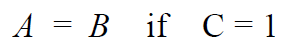 A = B if C = 1